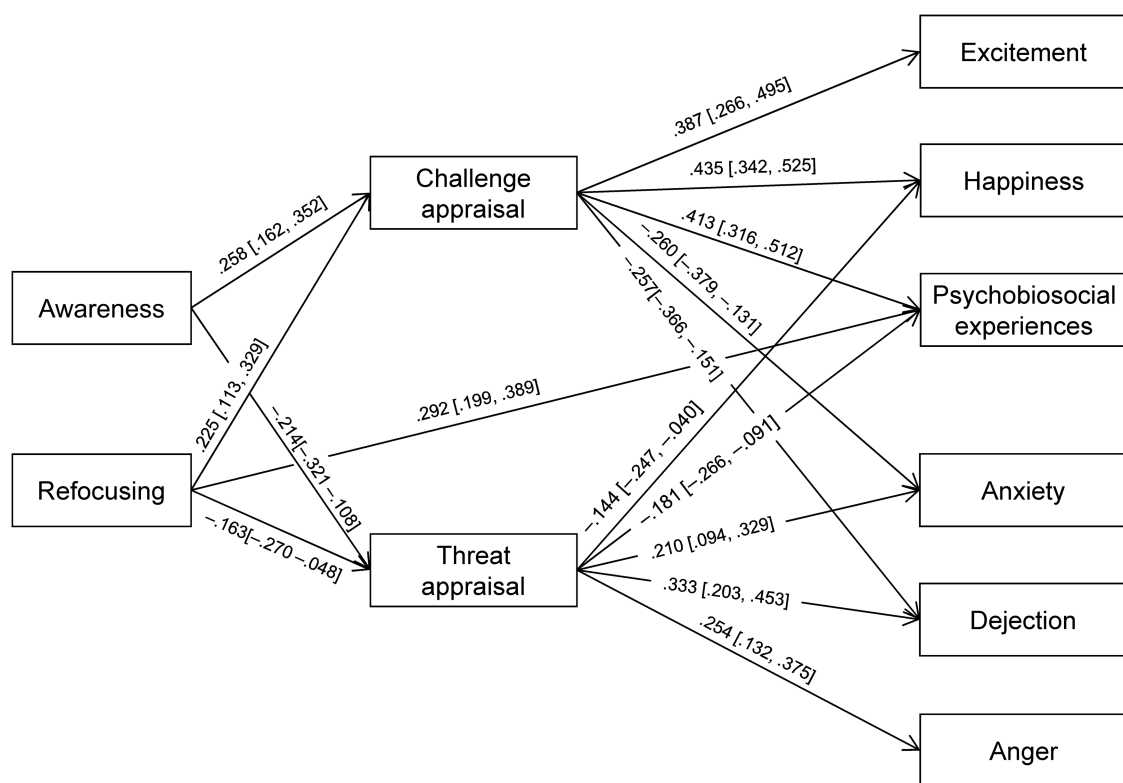 Excitement
.387 [.266, .495]
Challenge
appraisal
.435 [.342, .525]
Happiness
.258 [.162, .352]
.413 [.316, .512]
–.260 [–.379, –.131]
–.257[–.366, –.151]
Awareness
Psychobiosocial
experiences
.225 [.113, .329]
.292 [.199, .389]
–.214[–.321 –.108]
–.144 [–.247, –.040]
–.181 [–.266, –.091]
Refocusing
Anxiety
–.163[–.270 –.048]
.210 [.094, .329]
Threat
appraisal
.333 [.203, .453]
Dejection
.254 [.132, .375]
Anger